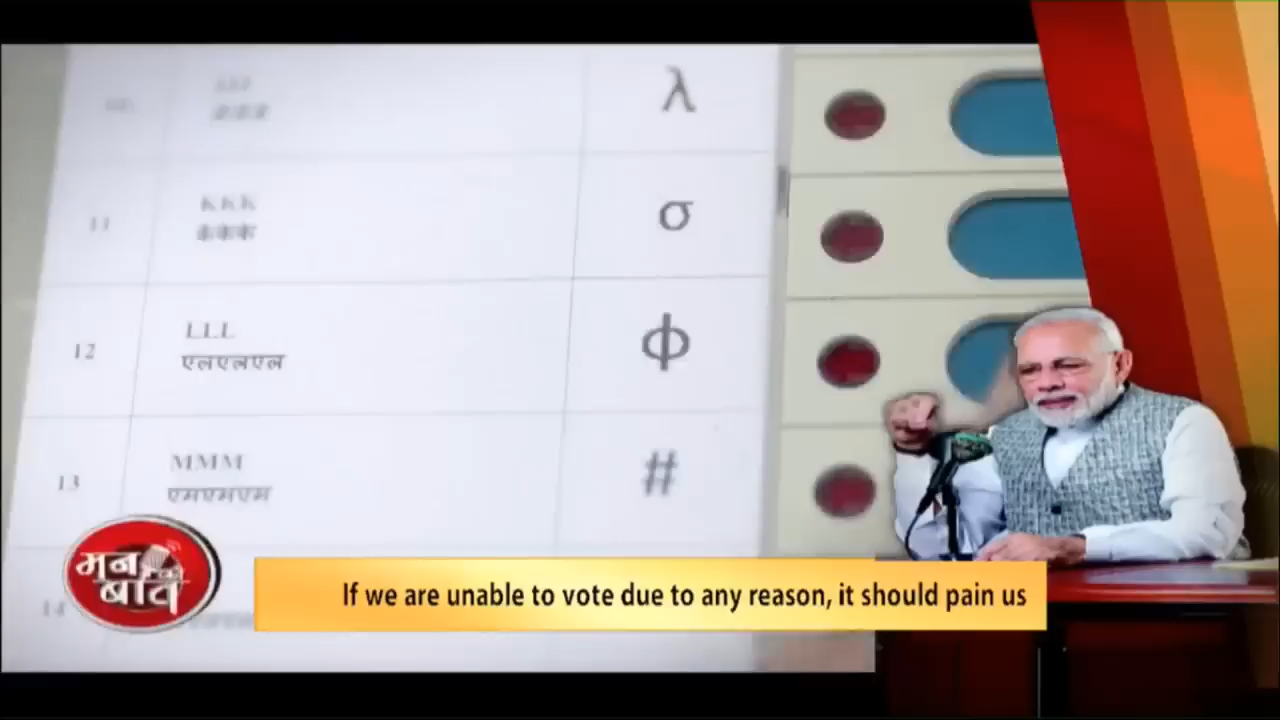 λ
11
KKK
केकेके
σ
12
LLL
एलएलएल
φ
13
MMM
एमएमएम
#
14
मन की
बात
If we are unable to vote due to any reason, it should pain us